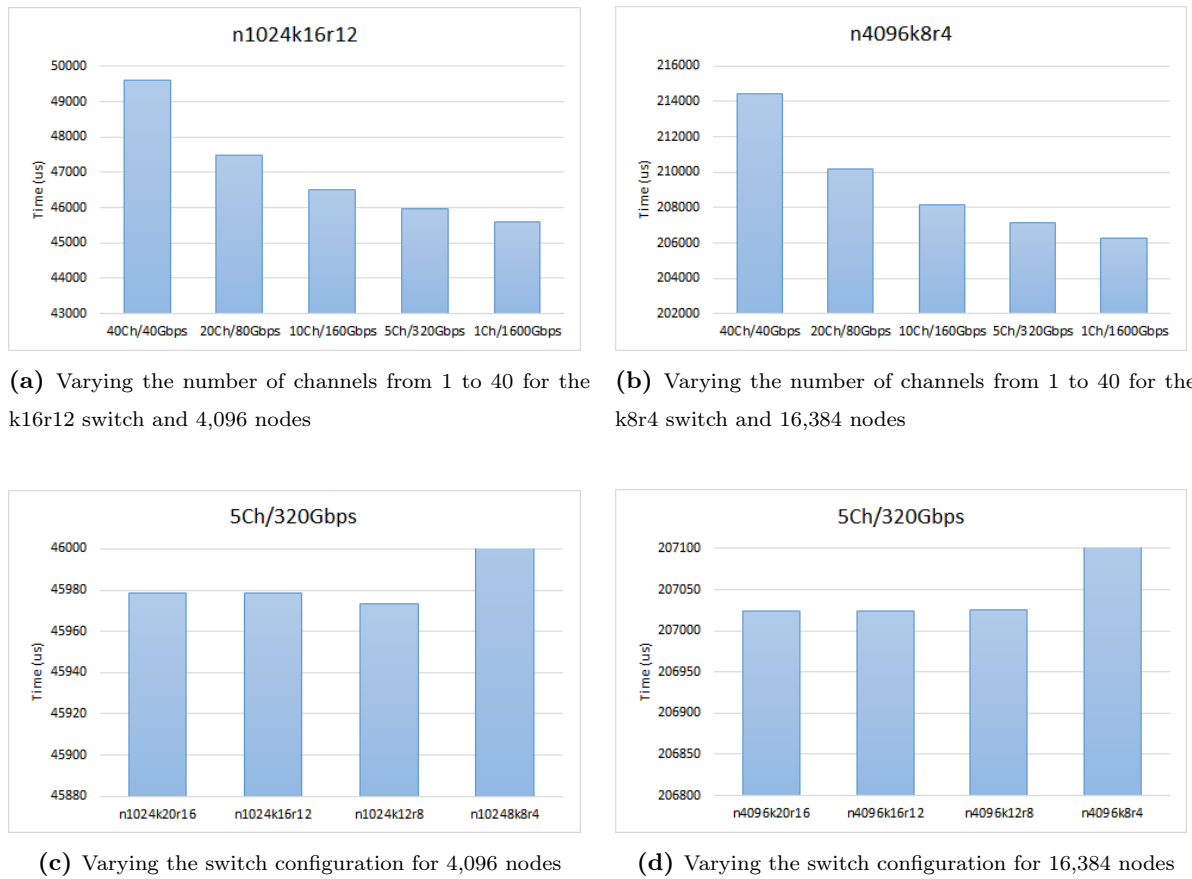 n1024k16r12
Time (us)
50000
49000
48000
47000
46000
45000
44000
43000
40Ch/40Gbps 20Ch/80Gbps 10Ch/160Gbps 5Ch/320Gbps 1Ch/1600Gbps
(a) Varying the number of channels from 1 to 40 for the
k16r12 switch and 4,096 nodes
n4096k8r4
Time (us)
216000
214000
212000
210000
208000
206000
204000
202000
40Ch/40Gbps 20Ch/80Gbps 10Ch/160Gbps 5Ch/320Gbps 1Ch/1600Gbps
(b) Varying the number of channels from 1 to 40 for the
k8r4 switch and 16,384 nodes
5Ch/320Gbps
Time (us)
46000
45980
45960
45940
45920
45900
45880
n1024k20r16 n1024k16r12 n1024k12r8 n10248k8r4
(c) Varying the switch configuration for 4,096 nodes
5Ch/320Gbps
Time (us)
207100
207050
207000
206950
206900
206850
206800
n4096k20r16 n4096k16r12 n4096k12r8 n4096k8r4
(d) Varying the switch configuration for 16,384 nodes